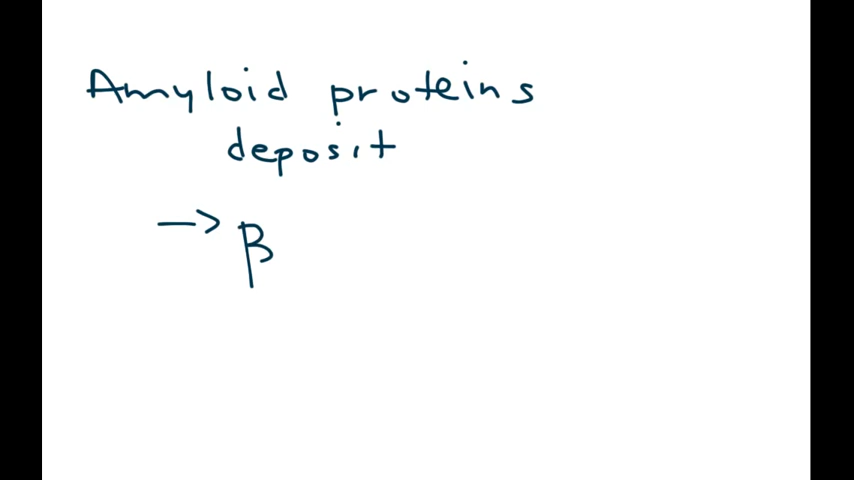 Amyloid proteins
deposit
→ β